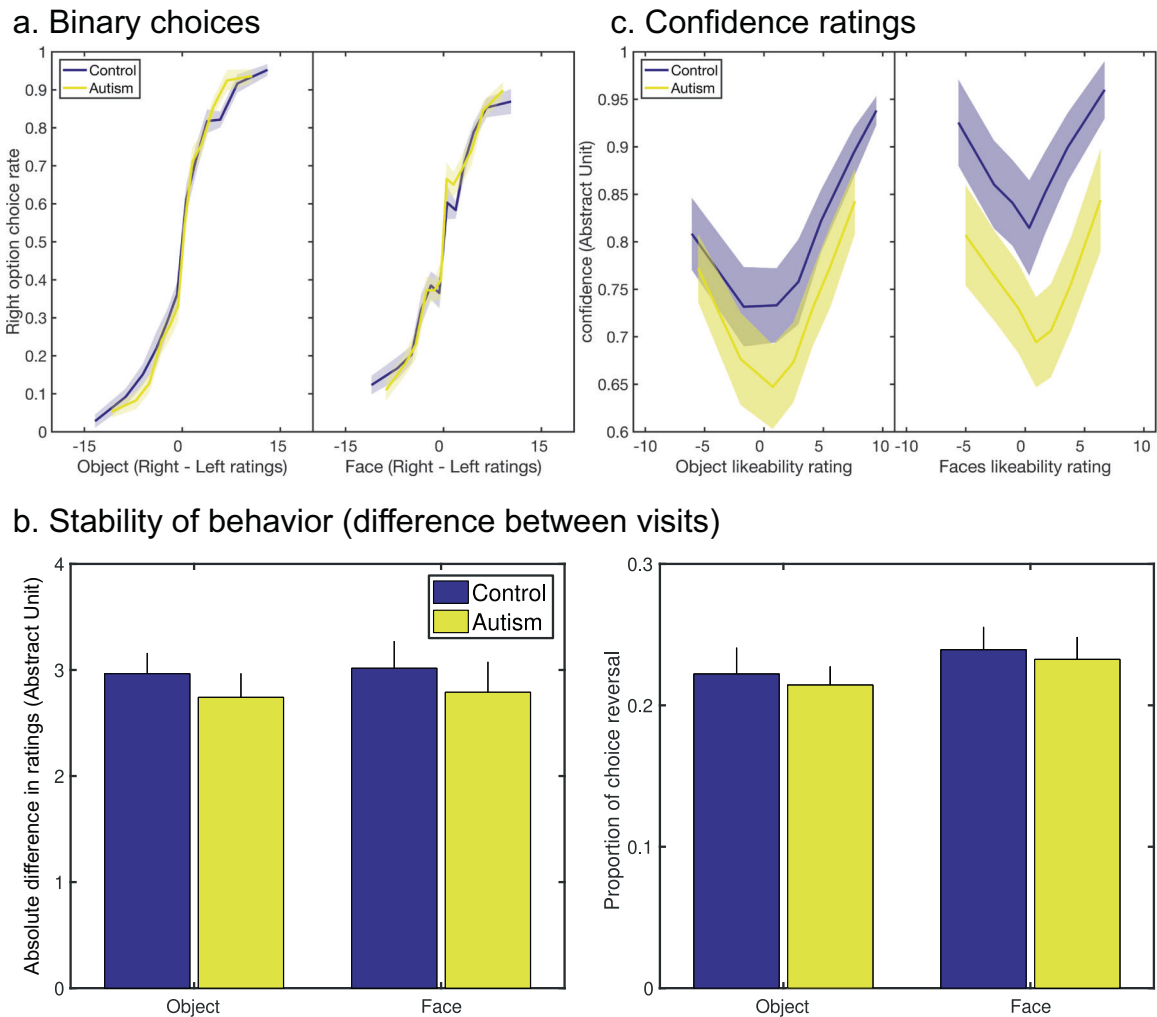 a. Binary choices
Right option choice rate
1
0.9
0.8
0.7
0.6
0.5
0.4
0.3
0.2
0.1
0
Control
Autism
-15
0
15
-15
0
15
Object (Right - Left ratings)
Face (Right - Left ratings)
c. Confidence ratings
confidence (Abstract Unit)
1
0.95
0.9
0.85
0.8
0.75
0.7
0.65
0.6
Control
Autism
-10
-5
0
5
10
-10
-5
0
5
10
Object likeability rating
Faces likeability rating
b. Stability of behavior (difference between visits)
Absolute difference in ratings (Abstract Unit)
4
3
2
1
0
Control
Autism
Object
Face
Proportion of choice reversal
0.3
0.2
0.1
0
Object
Face